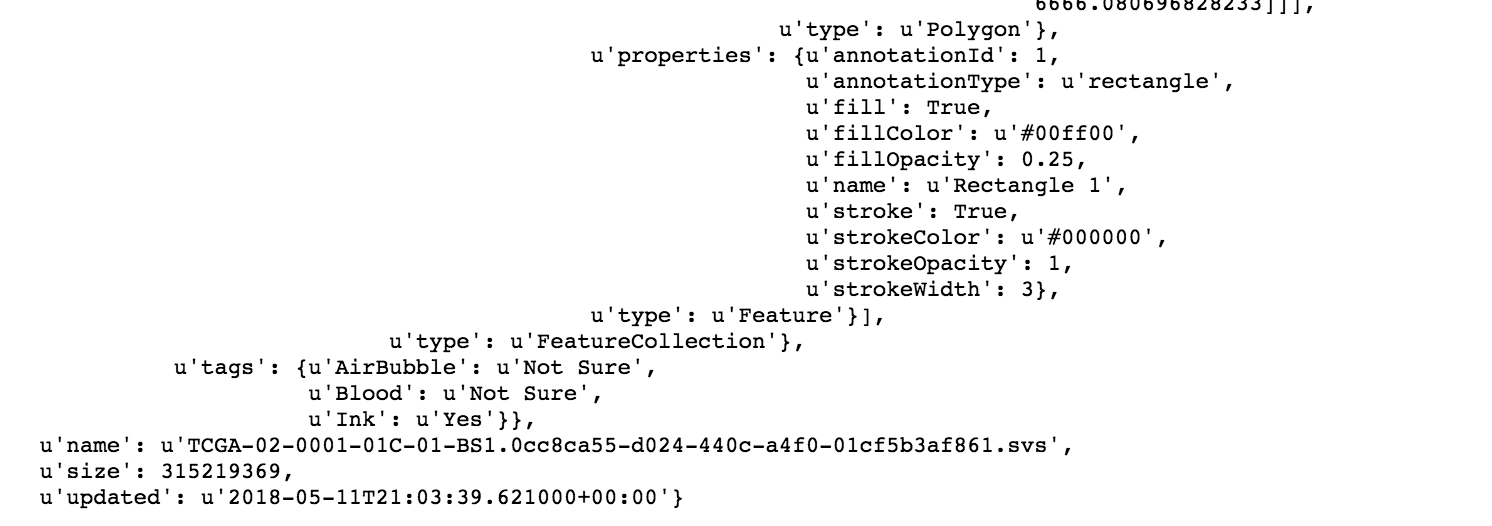 6666.080696828233]]],
u'type': u'Polygon'},
u'properties': {u'annotationId': 1,
u'annotationType': u'rectangle',
u'fill': True,
u'fillColor': u'#00ff00',
u'fillOpacity': 0.25,
u'name': u'Rectangle 1',
u'stroke': True,
u'strokeColor': u'#000000',
u'strokeOpacity': 1,
u'strokeWidth': 3},
u'type': u'Feature'}],
u'type': u'FeatureCollection'},
u'tags': {u'AirBubble': u'Not Sure',
u'Blood': u'Not Sure',
u'Ink': u'Yes'}},
u'name': u'TCGA-02-0001-01C-01-BS1.0cc8ca55-d024-440c-a4f0-01cf5b3af861.svs',
u'size': 315219369,
u'updated': u'2018-05-11T21:03:39.621000+00:00'}